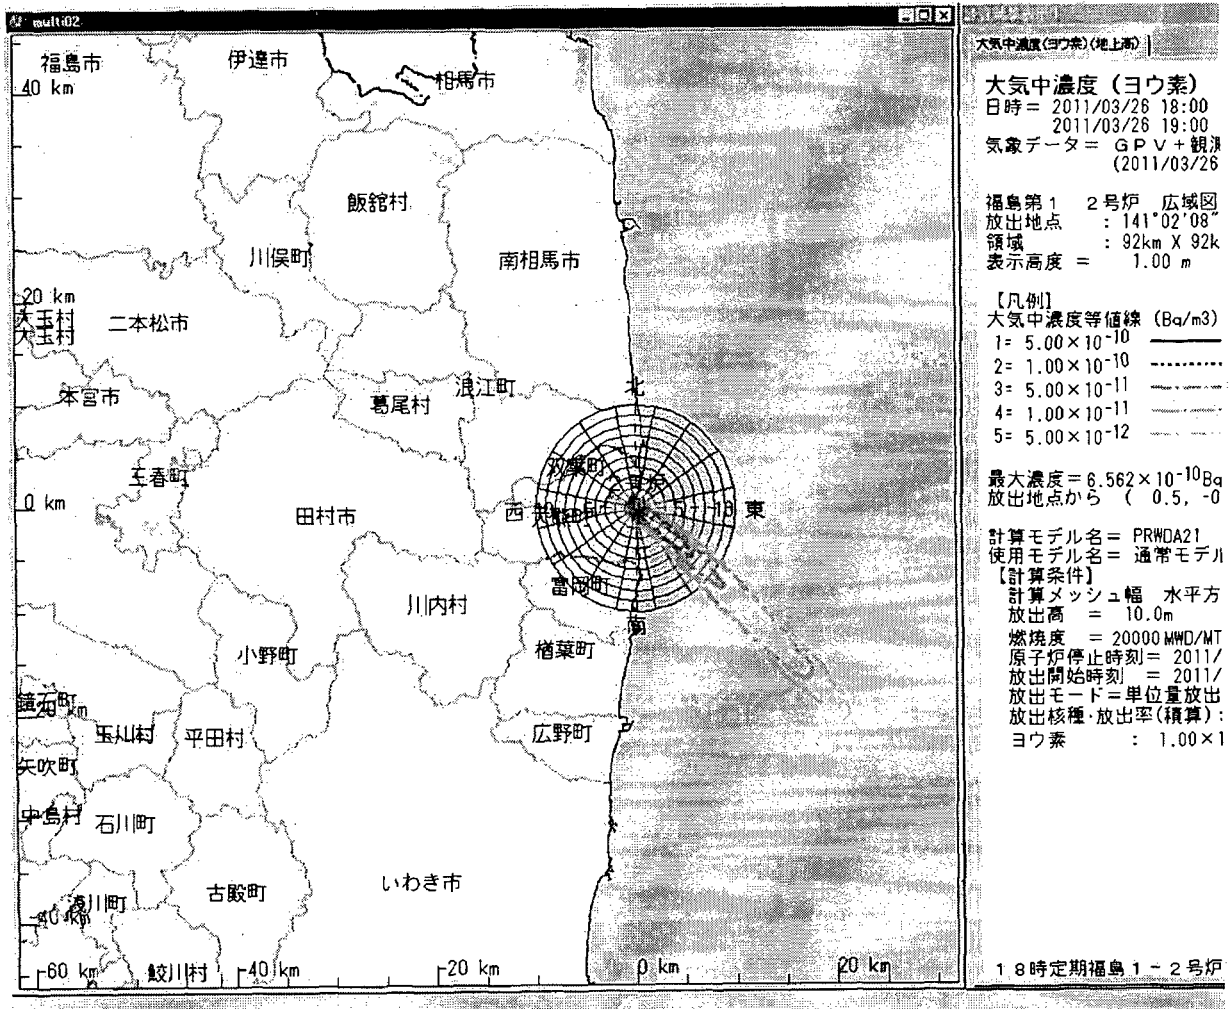 multi02
福島市
伊達市
相馬市
40 km
飯舘村
川俣町
南相馬市
20 km
大玉村
大玉村
二本松市
本宮市
葛尾村
浪江町
北
三春町
双葉町
0 km
田村市
西
東
富岡町
川内村
南
小野町
楢葉町
鏡石町
玉川村
平田村
広野町
矢吹町
中島村
石川町
いわき市
古殿町
浅川町
40 km
鮫川村
60 km
40 km
20 km
0 km
20 km
大気中濃度(ヨウ素)(地上高)
大気中濃度(ヨウ素)
日時= 2011/03/26 18:00
2011/03/26 19:00
気象データ= GPV+観測
(2011/03/26
福島第1 2号炉 広域図
放出地点 : 141°02'08"
領域 : 92km X 92k
表示高度 = 1.00 m
【凡例】
大気中濃度等値線 (Bq/m3)
1= 5.00×10-10
2= 1.00×10-10
3= 5.00×10-11
4= 1.00×10-11
5= 5.00×10-12
最大濃度=6.562×10-10Bq
放出地点から ( 0.5, -0
計算モデル名= PRWDA21
使用モデル名= 通常モデル
【計算条件】
計算メッシュ幅 水平方
放出高 = 10.0m
燃焼度 = 20000MWD/MT
原子炉停止時刻= 2011/
放出開始時刻 = 2011/
放出モード=単位量放出
放出核種・放出率(積算):
ヨウ素 : 1.00×1
18時定期福島1-2号炉